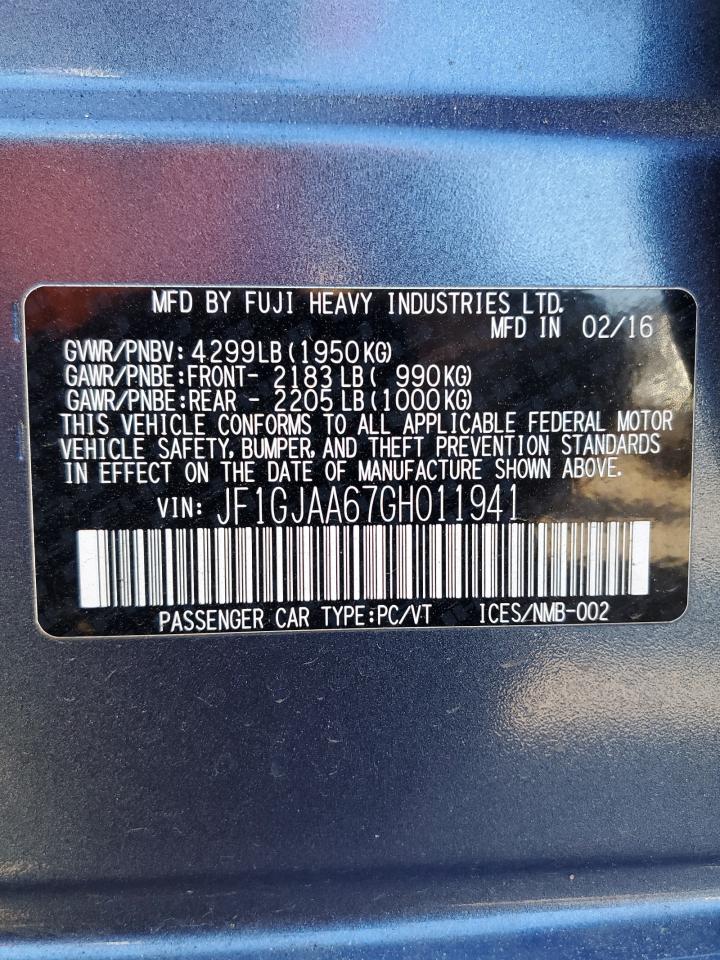 MFD BY FUJI HEAVY INDUSTRIES LTD.
MFD IN 02/16
GVWR/PNBV: 4299LB (1950KG)
GAWR/PNBE:FRONT- 2183 LB ( 990KG)
GAWR/PNBE:REAR - 2205 LB (1000KG)
THIS VEHICLE CONFORMS TO ALL APPLICABLE FEDERAL MOTOR
VEHICLE SAFETY, BUMPER, AND THEFT PREVENTION STANDARDS
IN EFFECT ON THE DATE OF MANUFACTURE SHOWN ABOVE.
VIN: JF1GJAA67GH011941
PASSENGER CAR TYPE:PC/VT ICES/NMB-002